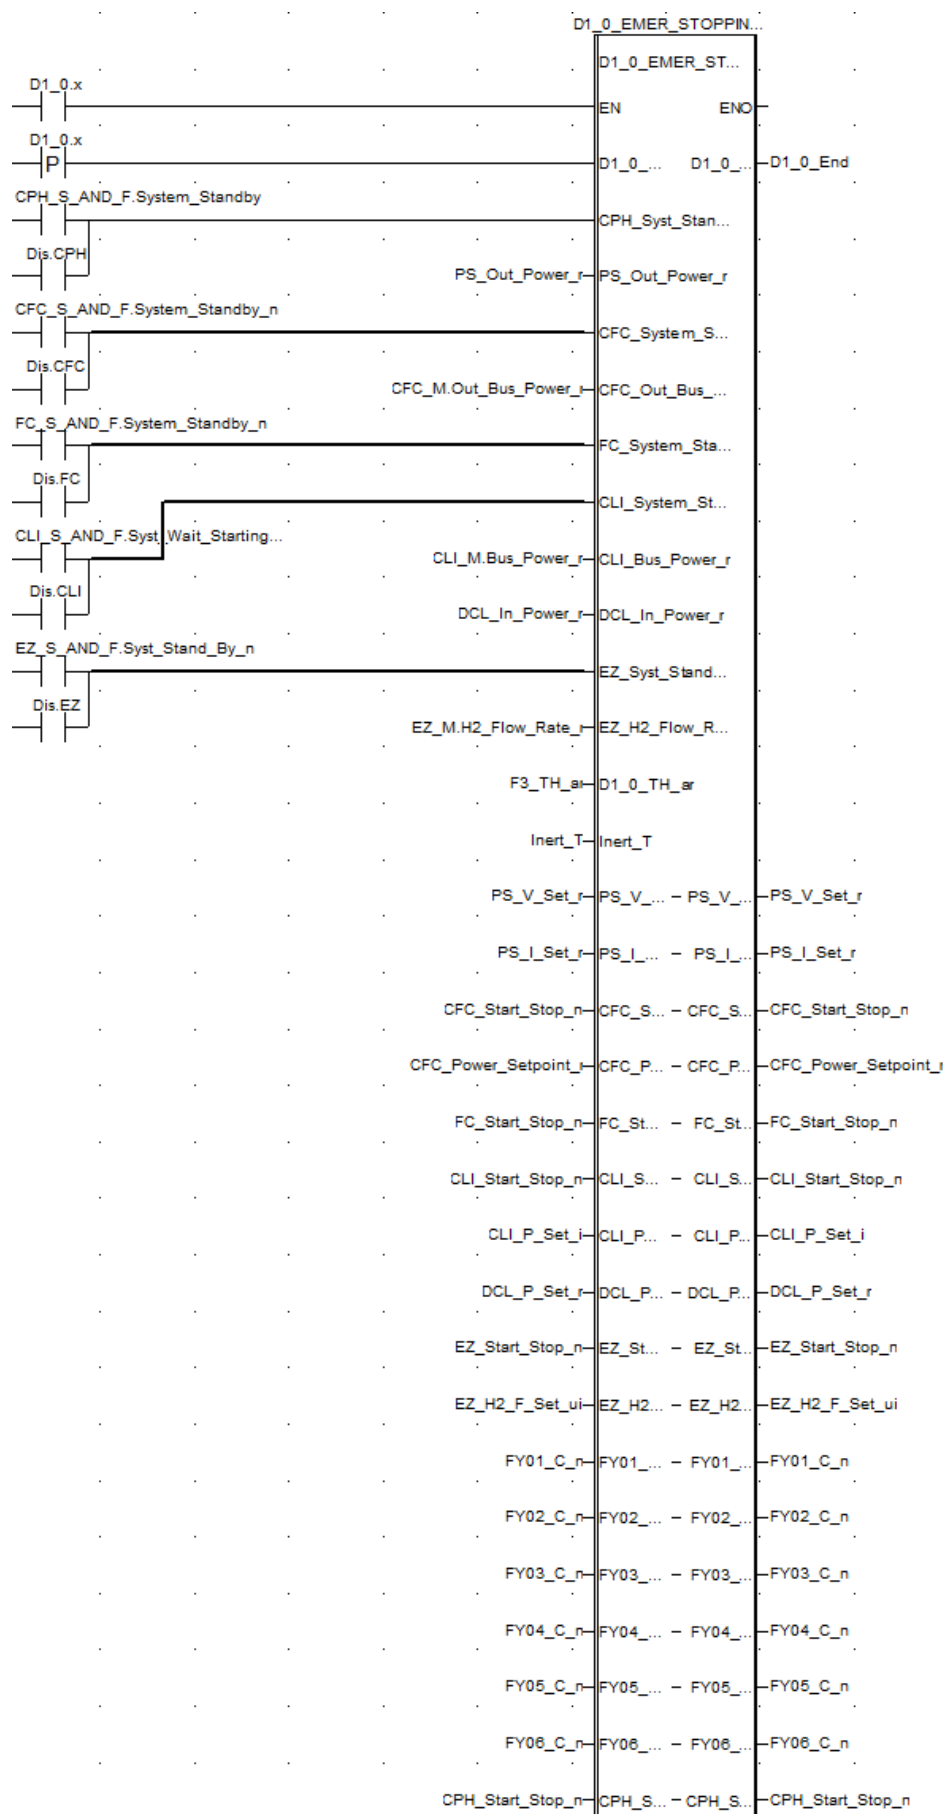 D1_0_EMER_STOPPIN...
D1_0_EMER_ST...
D1_0.x
EN ENO
D1_0.x
P D1_0_... D1_0_... D1_0_End
CPH_S_AND_F.System_Standby
CPH_Syst_Stan...
Dis.CPH
PS_Out_Power_r PS_Out_Power_r
CFC_S_AND_F.System_Standby_n
CFC_System_S...
Dis.CFC
CFC_M.Out_Bus_Power_r CFC_Out_Bus_...
FC_S_AND_F.System_Standby_n
FC_System_Sta...
Dis.FC
CLI_System_St...
CLI_S_AND_F.Syst_Wait_Starting...
CLI_M.Bus_Power_r CLI_Bus_Power_r
Dis.CLI
DCL_In_Power_r DCL_In_Power_r
EZ_S_AND_F.Syst_Stand_By_n
EZ_Syst_Stand...
Dis.EZ
EZ_M.H2_Flow_Rate_r EZ_H2_Flow_R...
F3_TH_ar D1_0_TH_ar
Inert_T Inert_T
PS_V_Set_r PS_V_... – PS_V_... PS_V_Set_r
PS_I_Set_r PS_I_... – PS_I_... PS_I_Set_r
CFC_Start_Stop_n CFC_S... – CFC_S... CFC_Start_Stop_n
CFC_Power_Setpoint_r CFC_P... – CFC_P... CFC_Power_Setpoint_r
FC_Start_Stop_n FC_St... – FC_St... FC_Start_Stop_n
CLI_Start_Stop_n CLI_S... – CLI_S... CLI_Start_Stop_n
CLI_P_Set_i CLI_P... – CLI_P... CLI_P_Set_i
DCL_P_Set_r DCL_P... – DCL_P... DCL_P_Set_r
EZ_Start_Stop_n EZ_St... – EZ_St... EZ_Start_Stop_n
EZ_H2_F_Set_ui EZ_H2... – EZ_H2... EZ_H2_F_Set_ui
FY01_C_n FY01_... – FY01_... FY01_C_n
FY02_C_n FY02_... – FY02_... FY02_C_n
FY03_C_n FY03_... – FY03_... FY03_C_n
FY04_C_n FY04_... – FY04_... FY04_C_n
FY05_C_n FY05_... – FY05_... FY05_C_n
FY06_C_n FY06_... – FY06_... FY06_C_n
CPH_Start_Stop_n CPH_S... – CPH_S... CPH_Start_Stop_n